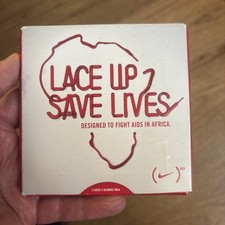 LACE UP
SAVE LIVES
DESIGNED TO FIGHT AIDS IN AFRICA.